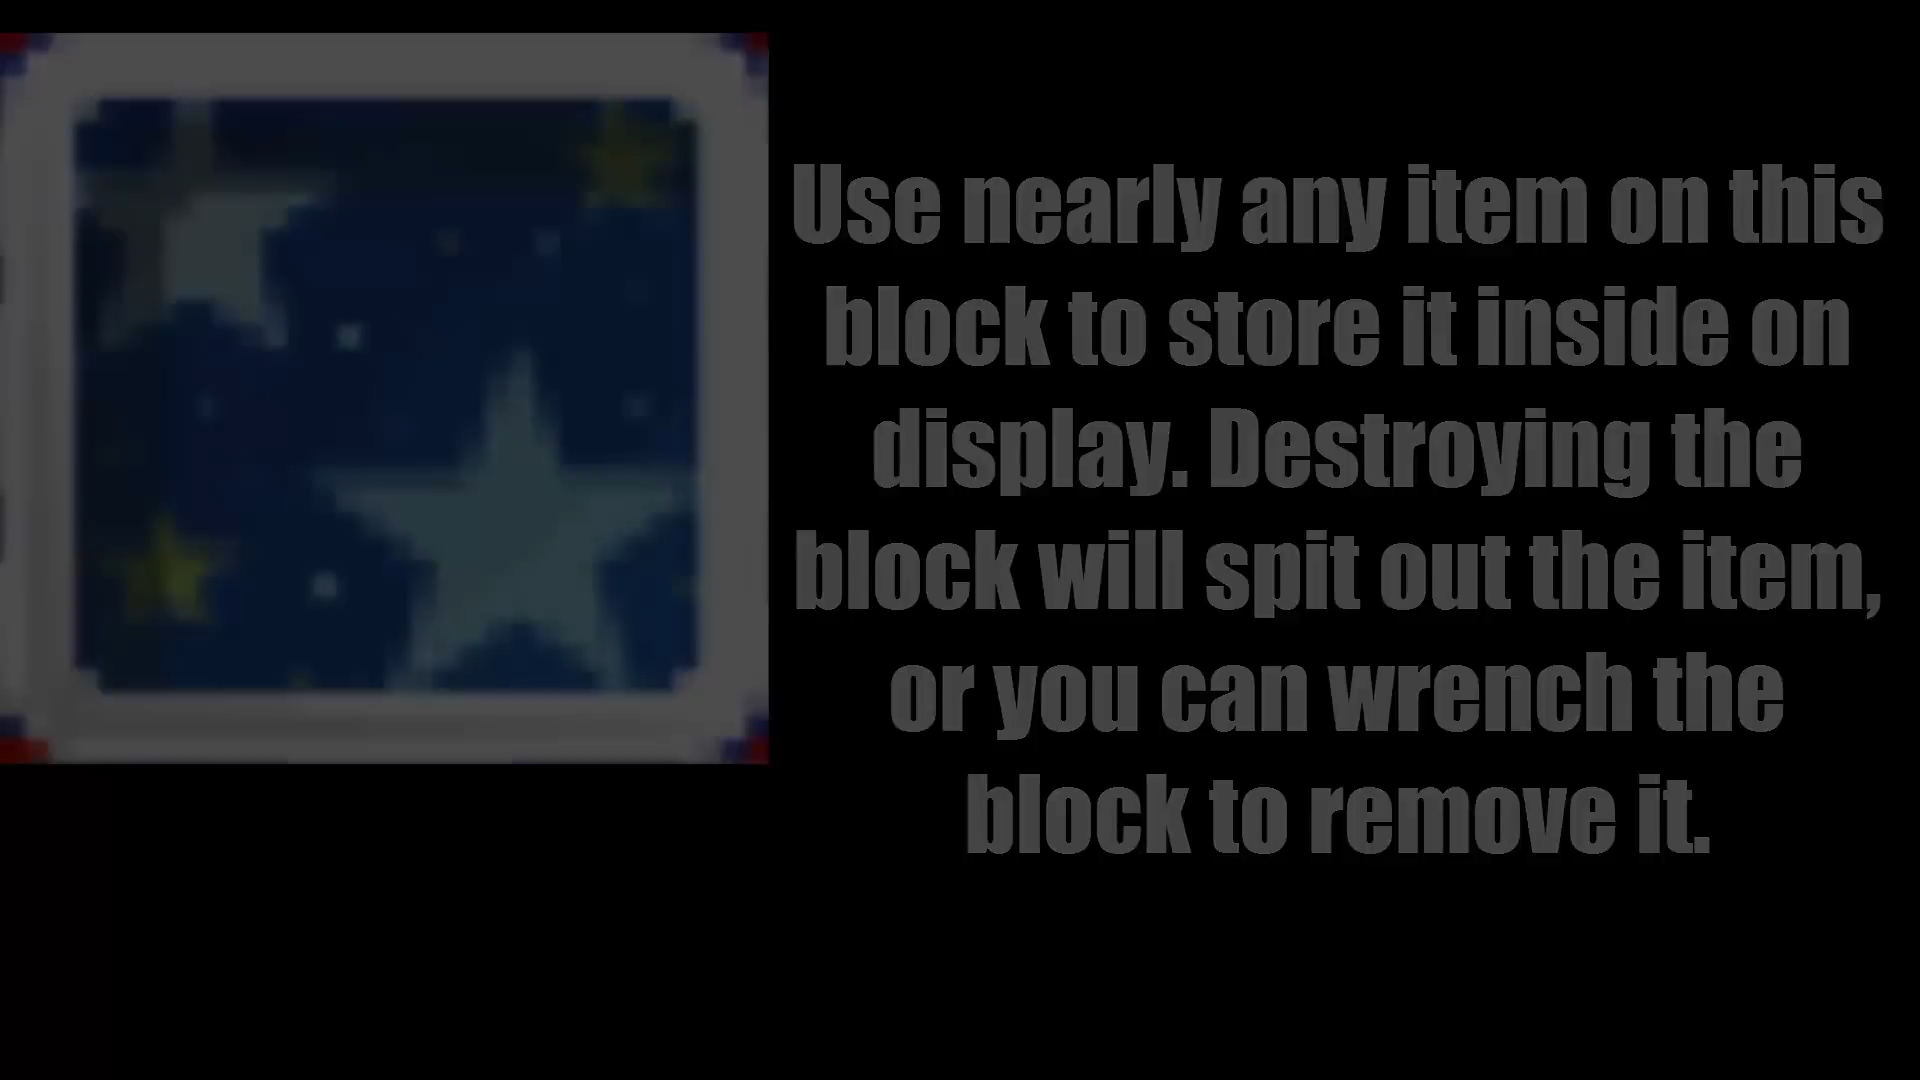 Use nearly any item on this
block to store it inside on
display. Destroying the
block will spit out the item,
or you can wrench the
block to remove it.